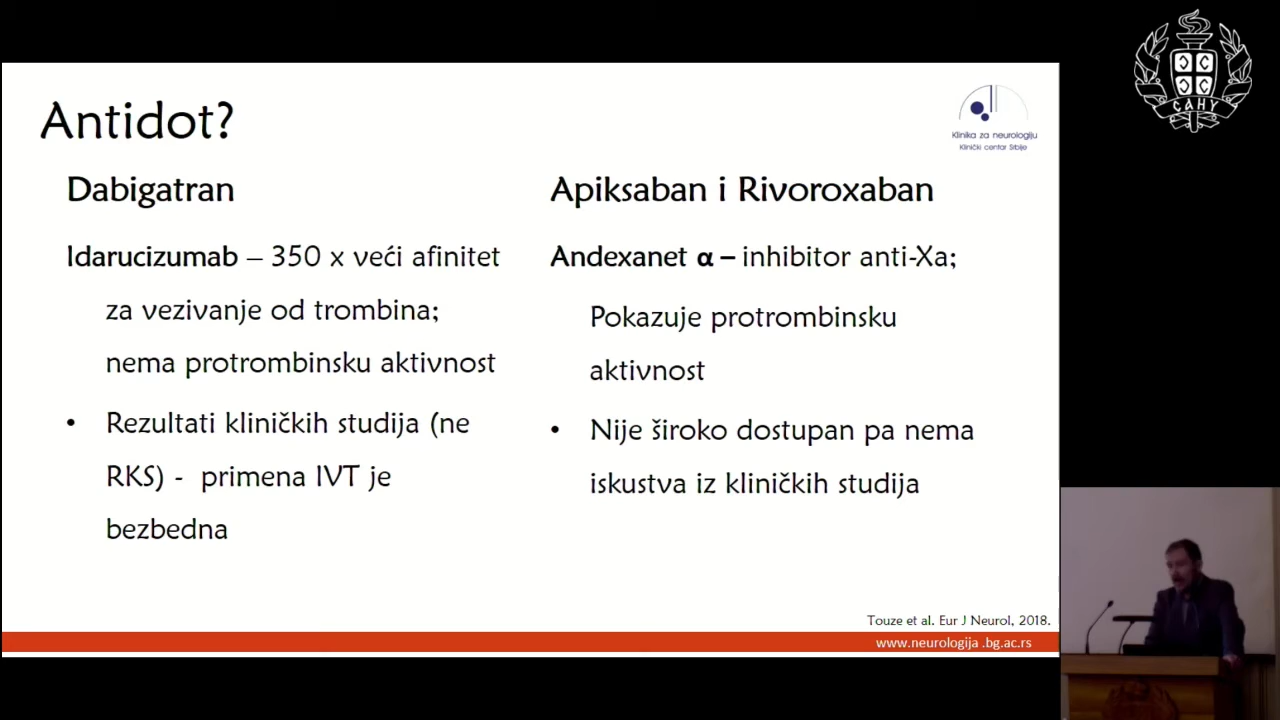 Antidot?
Klinika za neurologiju
Klinički centar Srbije
Dabigatran
Idarucizumab – 350 x veći afinitet
za vezivanje od trombina;
nema protrombinsku aktivnost
• Rezultati kliničkih studija (ne
RKS) - primena IVT je
bezbedna
Apiksaban i Rivoroxaban
Andexanet α – inhibitor anti-Xa;
Pokazuje protrombinsku
aktivnost
• Nije široko dostupan pa nema
iskustva iz kliničkih studija
Touze et al. Eur J Neurol, 2018.
www.neurologija .bg.ac.rs
САНУ